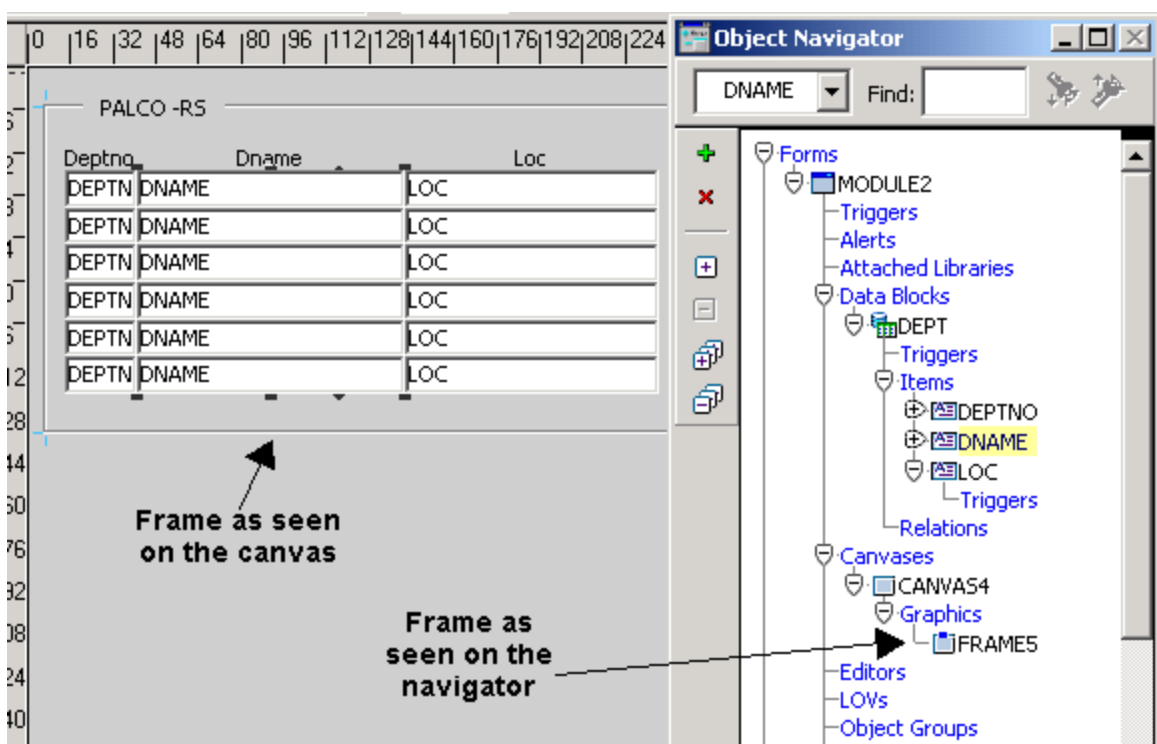 0 16 32 48 64 80 96 112 128 144 160 176 192 208 224
Object Navigator
DNAME Find:
PALCO -RS
Deptno Dname Loc
DEPTN DNAME LOC
DEPTN DNAME LOC
DEPTN DNAME LOC
DEPTN DNAME LOC
DEPTN DNAME LOC
DEPTN DNAME LOC
Frame as seen
on the canvas
Frame as
seen on the
navigator
Forms
MODULE2
Triggers
Alerts
Attached Libraries
Data Blocks
DEPT
Triggers
Items
DEPTNO
DNAME
LOC
Triggers
Relations
Canvases
CANVAS4
Graphics
FRAME5
Editors
LOVs
Object Groups